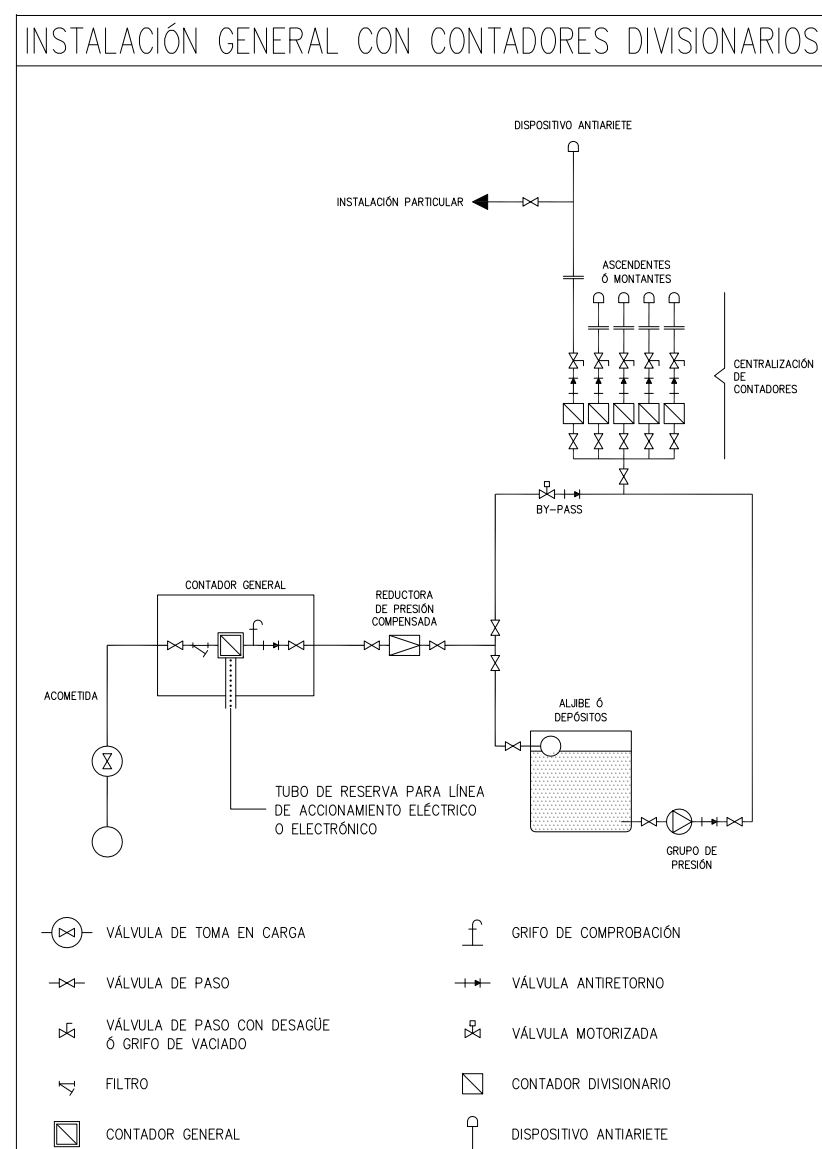 INSTALACIÓN GENERAL CON CONTADORES DIVISIONARIOS
DISPOSITIVO ANTIARIETE
INSTALACIÓN PARTICULAR
ASCENDENTES
Ó MONTANTES
CENTRALIZACIÓN
DE
CONTADORES
BY-PASS
CONTADOR GENERAL
REDUCTORA
DE PRESIÓN
COMPENSADA
ACOMETIDA
ALJIBE Ó
DEPÓSITOS
TUBO DE RESERVA PARA LÍNEA
DE ACCIONAMIENTO ELÉCTRICO
O ELECTRÓNICO
GRUPO DE
PRESIÓN
VÁLVULA DE TOMA EN CARGA
GRIFO DE COMPROBACIÓN
VÁLVULA DE PASO
VÁLVULA ANTIRETORNO
VÁLVULA DE PASO CON DESAGÜE
Ó GRIFO DE VACIADO
VÁLVULA MOTORIZADA
FILTRO
CONTADOR DIVISIONARIO
CONTADOR GENERAL
DISPOSITIVO ANTIARIETE